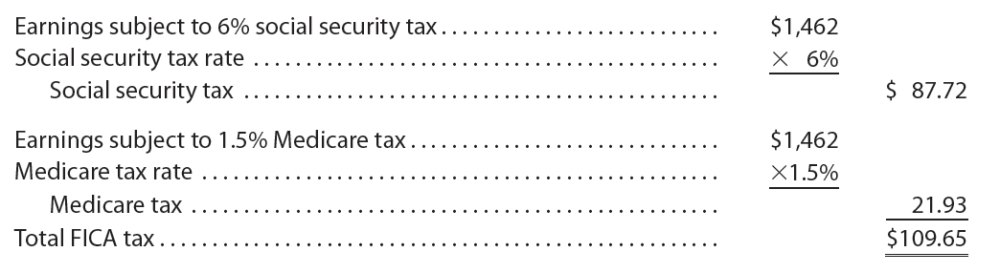 Earnings subject to 6% social security tax............................ $1,462
Social security tax rate ............................................. × 6%
Social security tax .............................................. $ 87.72
Earnings subject to 1.5% Medicare tax.............................. $1,462
Medicare tax rate .................................................. ×1.5%
Medicare tax ................................................... 21.93
Total FICA tax...................................................... $109.65